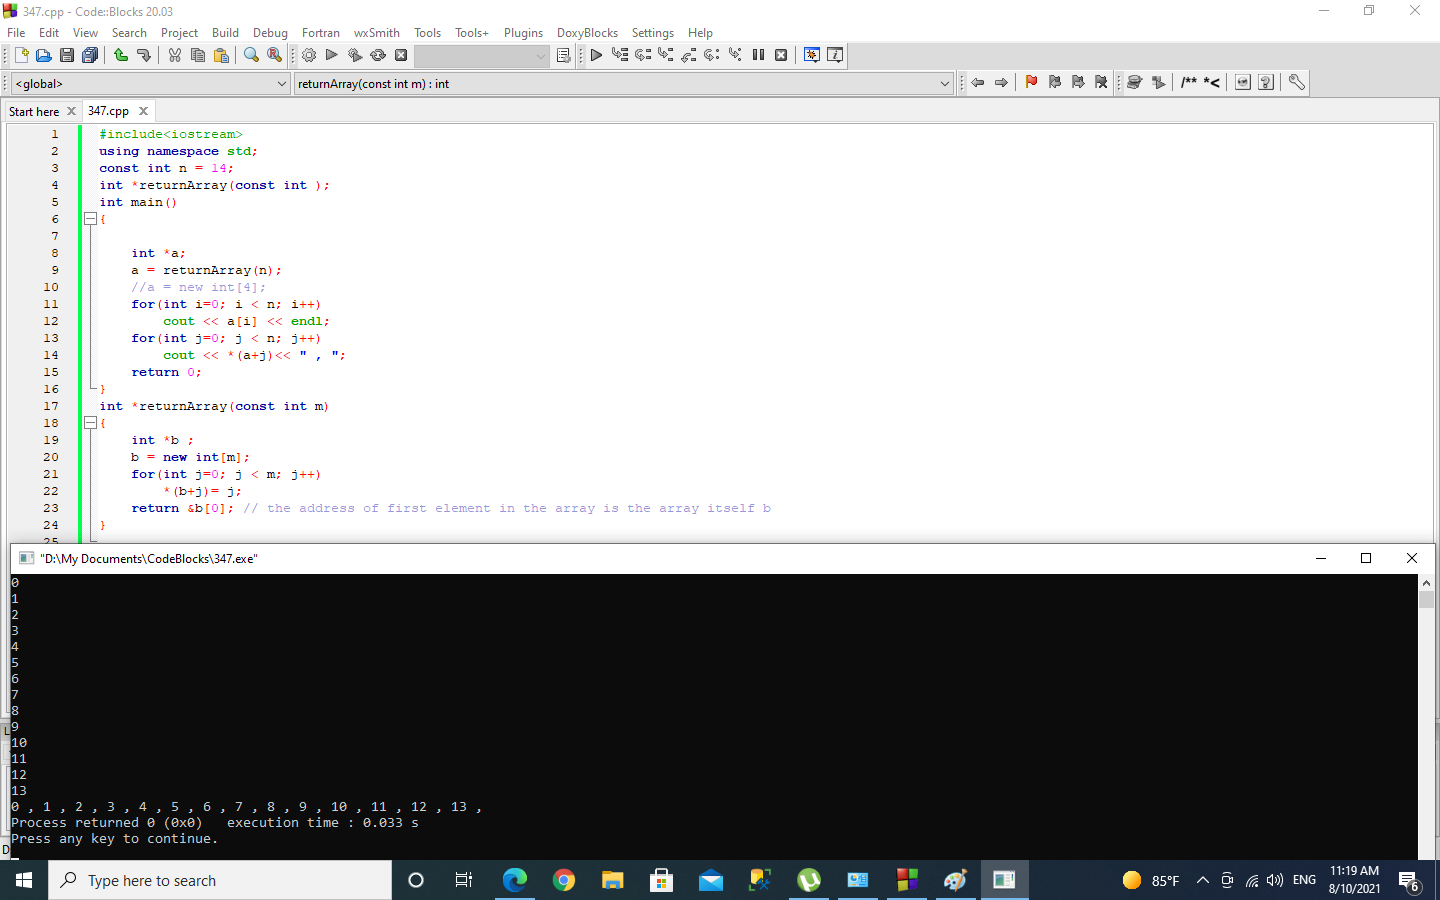 347.cpp - Code::Blocks 20.03
File Edit View Search Project Build Debug Fortran wxSmith Tools Tools+ Plugins DoxyBlocks Settings Help
<global> returnArray(const int m) : int
/** *<
Start here 347.cpp
1 #include<iostream>
2 using namespace std;
3 const int n = 14;
4 int *returnArray(const int );
5 int main()
6 {
7
8 int *a;
9 a = returnArray(n);
10 //a = new int[4];
11 for(int i=0; i < n; i++)
12 cout << a[i] << endl;
13 for(int j=0; j < n; j++)
14 cout << *(a+j)<< " , ";
15 return 0;
16 }
17 int *returnArray(const int m)
18 {
19 int *b ;
20 b = new int[m];
21 for(int j=0; j < m; j++)
22 *(b+j)= j;
23 return &b[0]; // the address of first element in the array is the array itself b
24 }
25
"D:\My Documents\CodeBlocks\347.exe"
0
1
2
3
4
5
6
7
8
9
10
11
12
13
0 , 1 , 2 , 3 , 4 , 5 , 6 , 7 , 8 , 9 , 10 , 11 , 12 , 13 ,
Process returned 0 (0x0)   execution time : 0.033 s
Press any key to continue.
Type here to search
85°F ENG 11:19 AM
8/10/2021
6